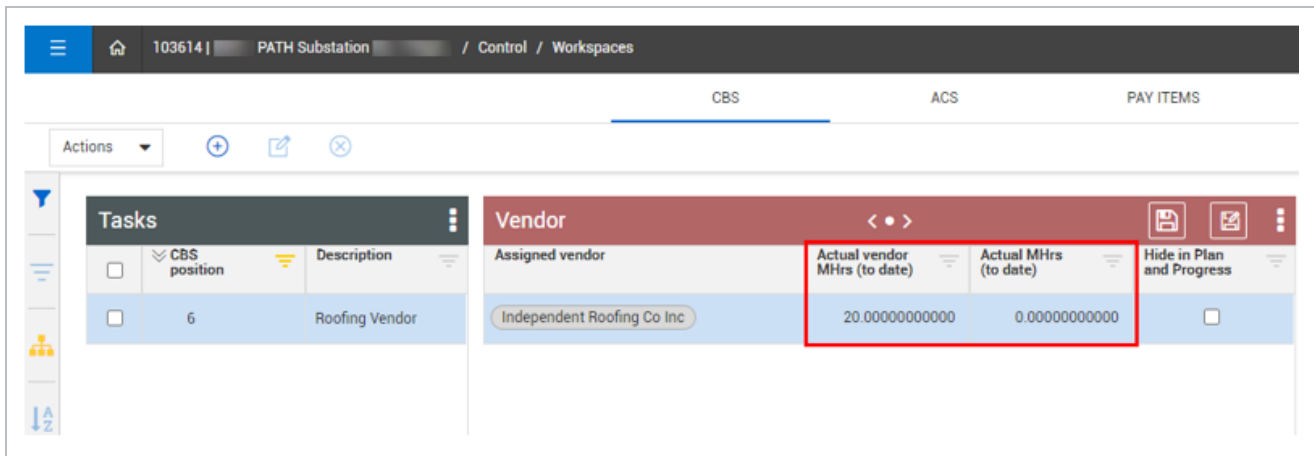 103614 | PATH Substation / Control / Workspaces
CBS ACS PAY ITEMS
Actions
Tasks
CBS position
Description
6 Roofing Vendor
Vendor
Assigned vendor
Actual vendor MHrs (to date)
Actual MHrs (to date)
Hide in Plan and Progress
Independent Roofing Co Inc 20.00000000000 0.00000000000
A
Z